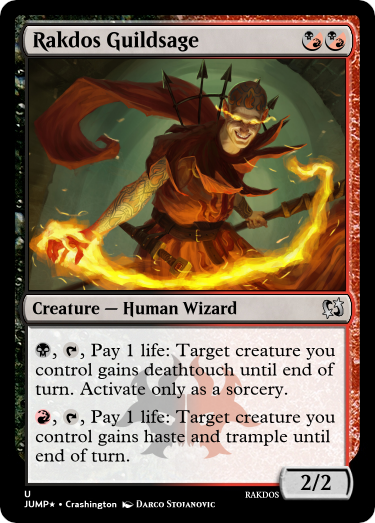 Rakdos Guildsage
Creature — Human Wizard
, , Pay 1 life: Target creature you
control gains deathtouch until end of
turn. Activate only as a sorcery.
, , Pay 1 life: Target creature you
control gains haste and trample until
end of turn.
2/2
U
RAKDOS
JUMP★ • Crashington Darco Stojanovic